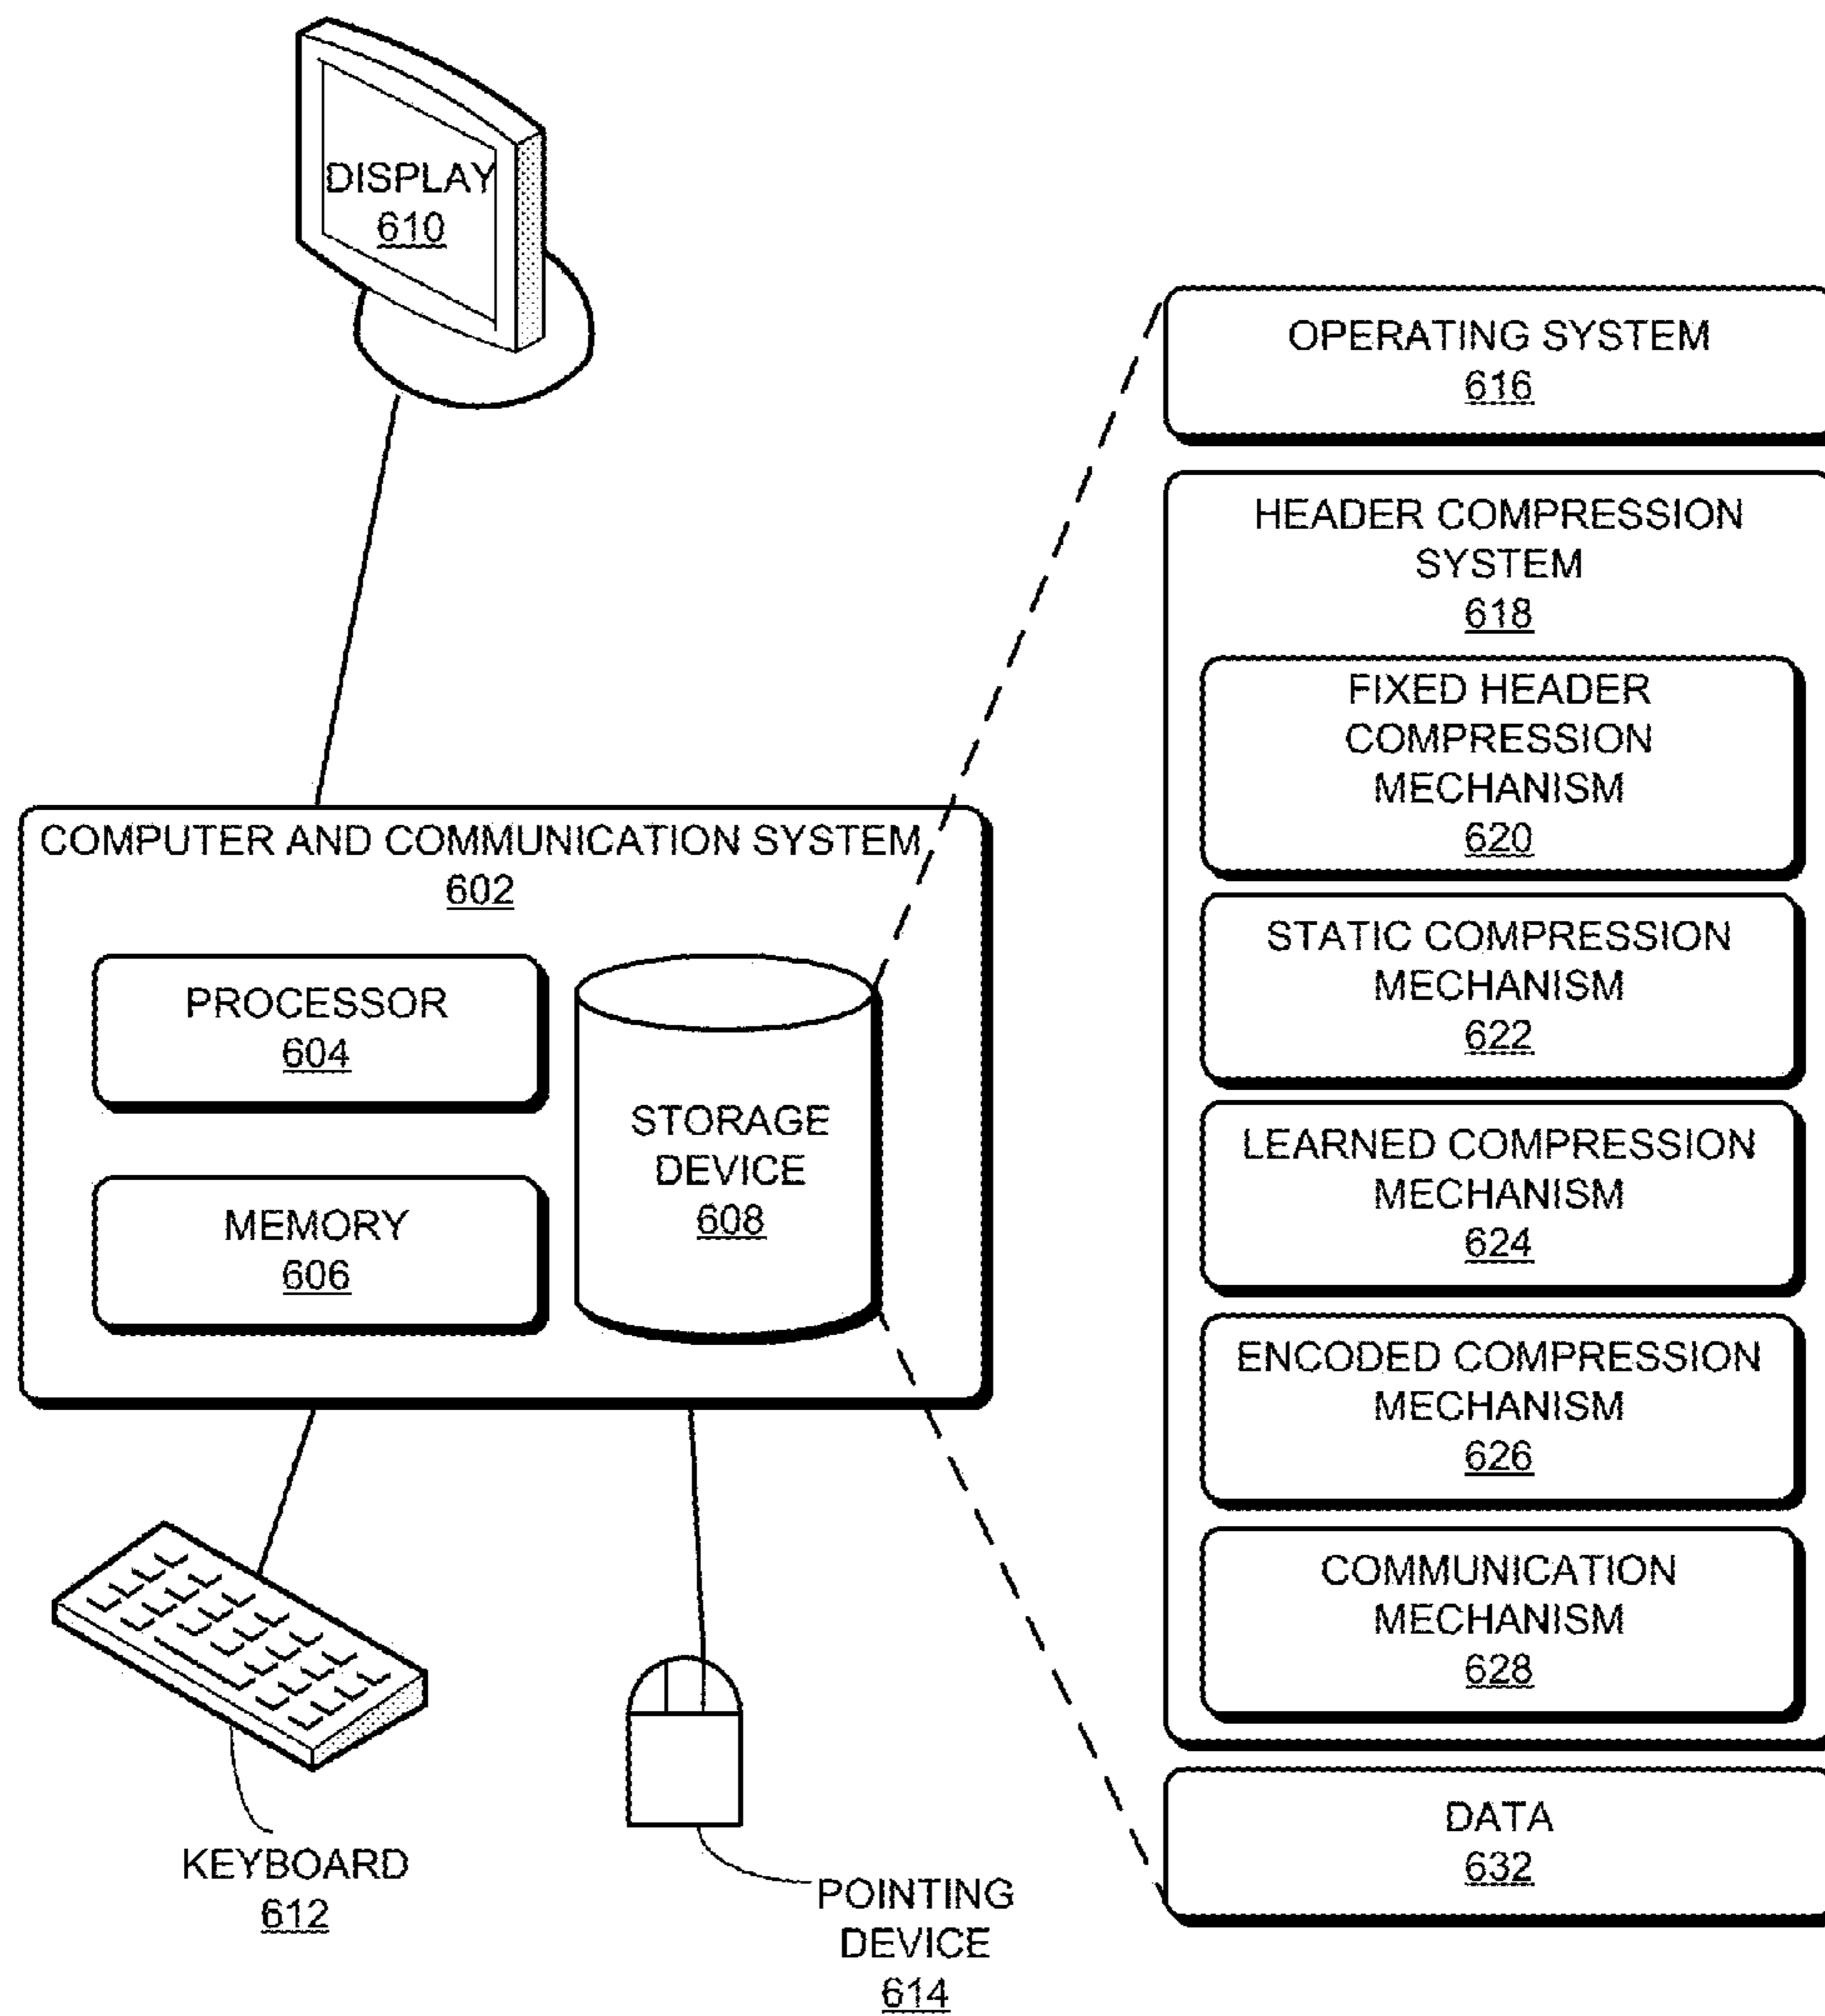 DISPLAY
610
OPERATING SYSTEM
616
HEADER COMPRESSION
SYSTEM
618
FIXED HEADER
COMPRESSION
MECHANISM
620
STATIC COMPRESSION
MECHANISM
622
LEARNED COMPRESSION
MECHANISM
624
ENCODED COMPRESSION
MECHANISM
626
COMMUNICATION
MECHANISM
628
DATA
632
COMPUTER AND COMMUNICATION SYSTEM
602
PROCESSOR
604
MEMORY
606
STORAGE
DEVICE
608
KEYBOARD
612
POINTING
DEVICE
614